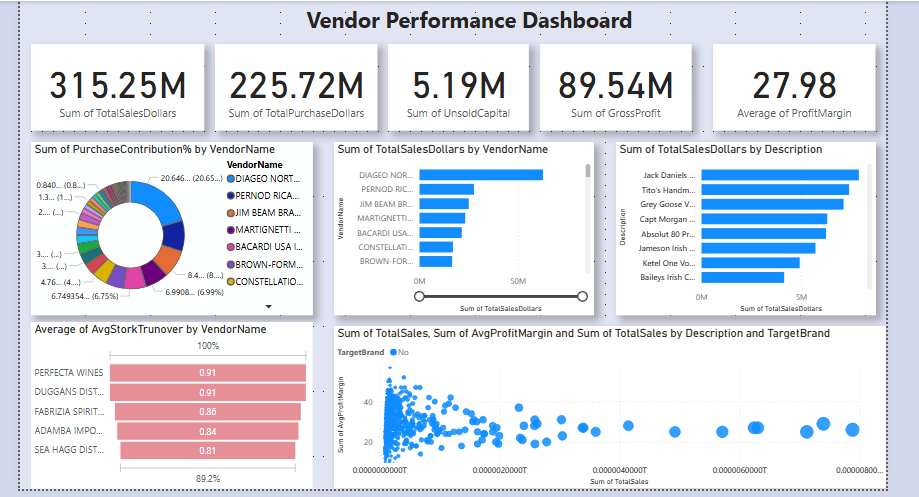 Vendor Performance Dashboard
315.25M
Sum of TotalSalesDollars
225.72M
Sum of TotalPurchaseDollars
5.19M
Sum of UnsoldCapital
89.54M
Sum of GrossProfit
27.98
Average of ProfitMargin
Sum of PurchaseContribution% by VendorName
VendorName
DIAGEO NORT...
PERNOD RICA...
JIM BEAM BRA...
MARTIGNETTI ...
BACARDI USA I...
BROWN-FORM...
CONSTELLATIO...
20.646... (20.65...)
8.4... (8....)
6.9908... (6.99%)
6.749354... (6.75%)
4.76... (4....)
3.... (...)
3.... (...)
2.... (...)
1.3... (1...)
0.840... (0.8...)
Sum of TotalSalesDollars by VendorName
VendorName
DIAGEO NOR...
PERNOD RIC...
JIM BEAM BR...
MARTIGNETTI...
BACARDI USA...
CONSTELLATI...
BROWN-FOR...
0M
50M
Sum of TotalSalesDollars
Sum of TotalSalesDollars by Description
Description
Jack Daniels ...
Tito's Handm...
Grey Goose V...
Capt Morgan ...
Absolut 80 Pr...
Jameson Irish ...
Ketel One Vo...
Baileys Irish C...
0M
5M
Sum of TotalSalesDollars
Average of AvgStorkTrunover by VendorName
100%
PERFECTA WINES
0.91
DUGGANS DIST...
0.91
FABRIZIA SPIRIT...
0.86
ADAMBA IMPO...
0.84
SEA HAGG DIST...
0.81
89.2%
Sum of TotalSales, Sum of AvgProfitMargin and Sum of TotalSales by Description and TargetBrand
TargetBrand
No
Sum of AvgProfitMargin
40
20
0.0000000000T
0.0000020000T
0.0000040000T
0.0000060000T
0.00000800...
Sum of TotalSales